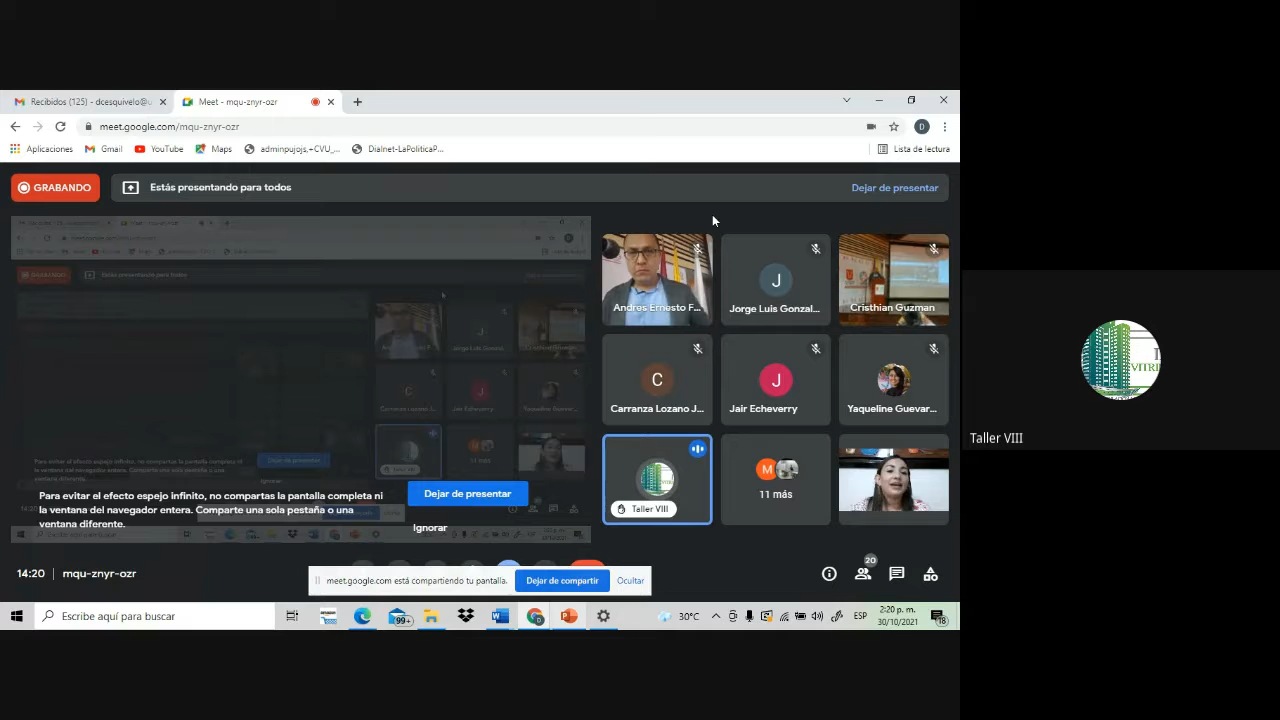 Recibidos (125) - dcesquivelo@u
Meet - mqu-znyr-ozr
meet.google.com/mqu-znyr-ozr
D
Aplicaciones
Gmail
YouTube
Maps
adminpujojs,+CVU_...
Dialnet-LaPoliticaP...
Lista de lectura
GRABANDO
Estás presentando para todos
Dejar de presentar
Andres Ernesto F...
J
Jorge Luis Gonzal...
Cristhian Guzman
C
Carranza Lozano J...
J
Jair Echeverry
Yaqueline Guevar...
Taller VIII
M
11 más
Para evitar el efecto espejo infinito, no compartas la pantalla completa ni
la ventana del navegador entera. Comparte una sola pestaña o una
ventana diferente.
Dejar de presentar
Ignorar
14:20 | mqu-znyr-ozr
meet.google.com está compartiendo tu pantalla.
Dejar de compartir
Ocultar
20
Escribe aquí para buscar
99+
30°C
ESP
2:20 p. m.
30/10/2021
18
VITRI
Taller VIII